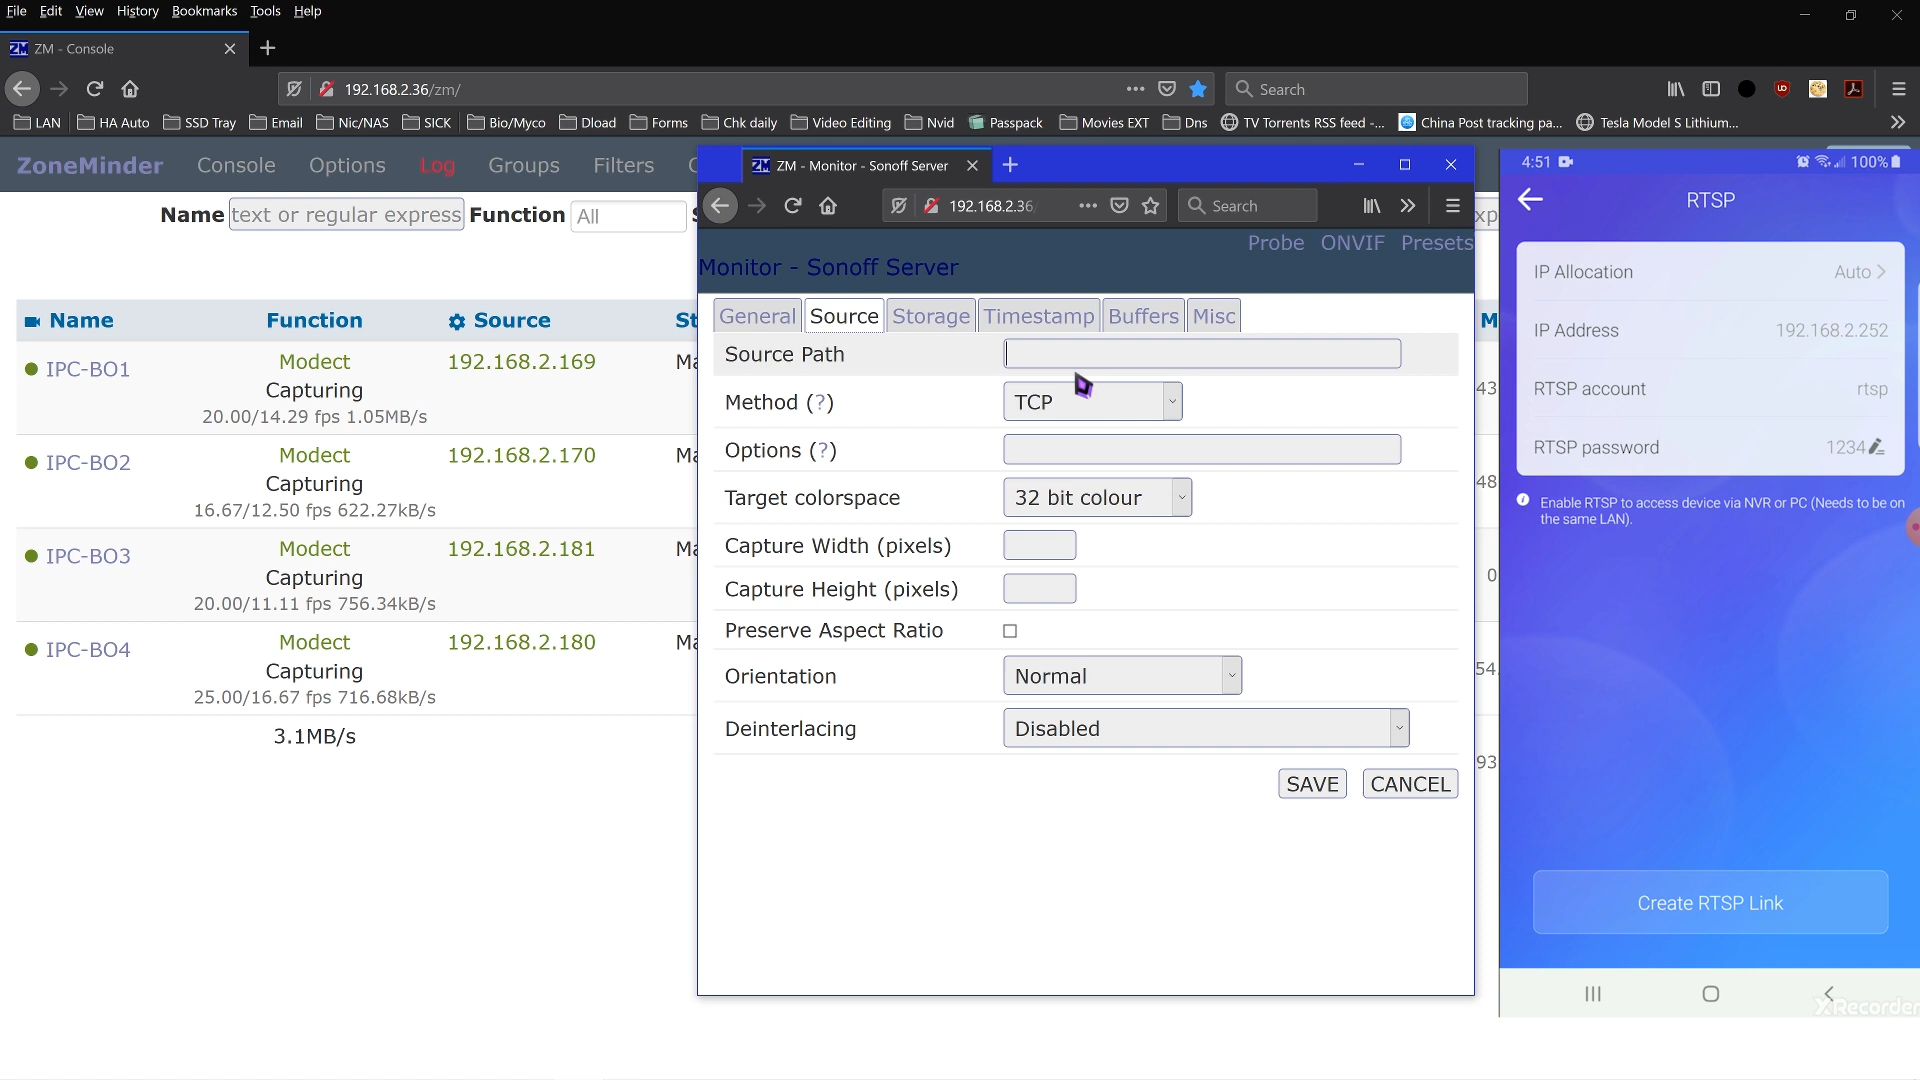 File Edit View History Bookmarks Tools Help
ZM - Console
192.168.2.36/zm/
Search
LAN HA Auto SSD Tray Email Nic/NAS SICK Bio/Myco Dload Forms Chk daily Video Editing Nvid Passpack Movies EXT Dns TV Torrents RSS feed -... China Post tracking pa... Tesla Model S Lithium...
ZoneMinder Console Options Log Groups Filters
Name text or regular express Function All
Name Function Source
IPC-BO1 Modect 192.168.2.169
Capturing
20.00/14.29 fps 1.05MB/s
IPC-BO2 Modect 192.168.2.170
Capturing
16.67/12.50 fps 622.27kB/s
IPC-BO3 Modect 192.168.2.181
Capturing
20.00/11.11 fps 756.34kB/s
IPC-BO4 Modect 192.168.2.180
Capturing
25.00/16.67 fps 716.68kB/s
3.1MB/s
ZM - Monitor - Sonoff Server
192.168.2.36/
Search
Probe ONVIF Presets
Monitor - Sonoff Server
General Source Storage Timestamp Buffers Misc
Source Path
Method (?) TCP
Options (?)
Target colorspace 32 bit colour
Capture Width (pixels)
Capture Height (pixels)
Preserve Aspect Ratio
Orientation Normal
Deinterlacing Disabled
SAVE CANCEL
4:51 100%
RTSP
IP Allocation Auto
IP Address 192.168.2.252
RTSP account rtsp
RTSP password 1234
Enable RTSP to access device via NVR or PC (Needs to be on
the same LAN).
Create RTSP Link
XRecorder